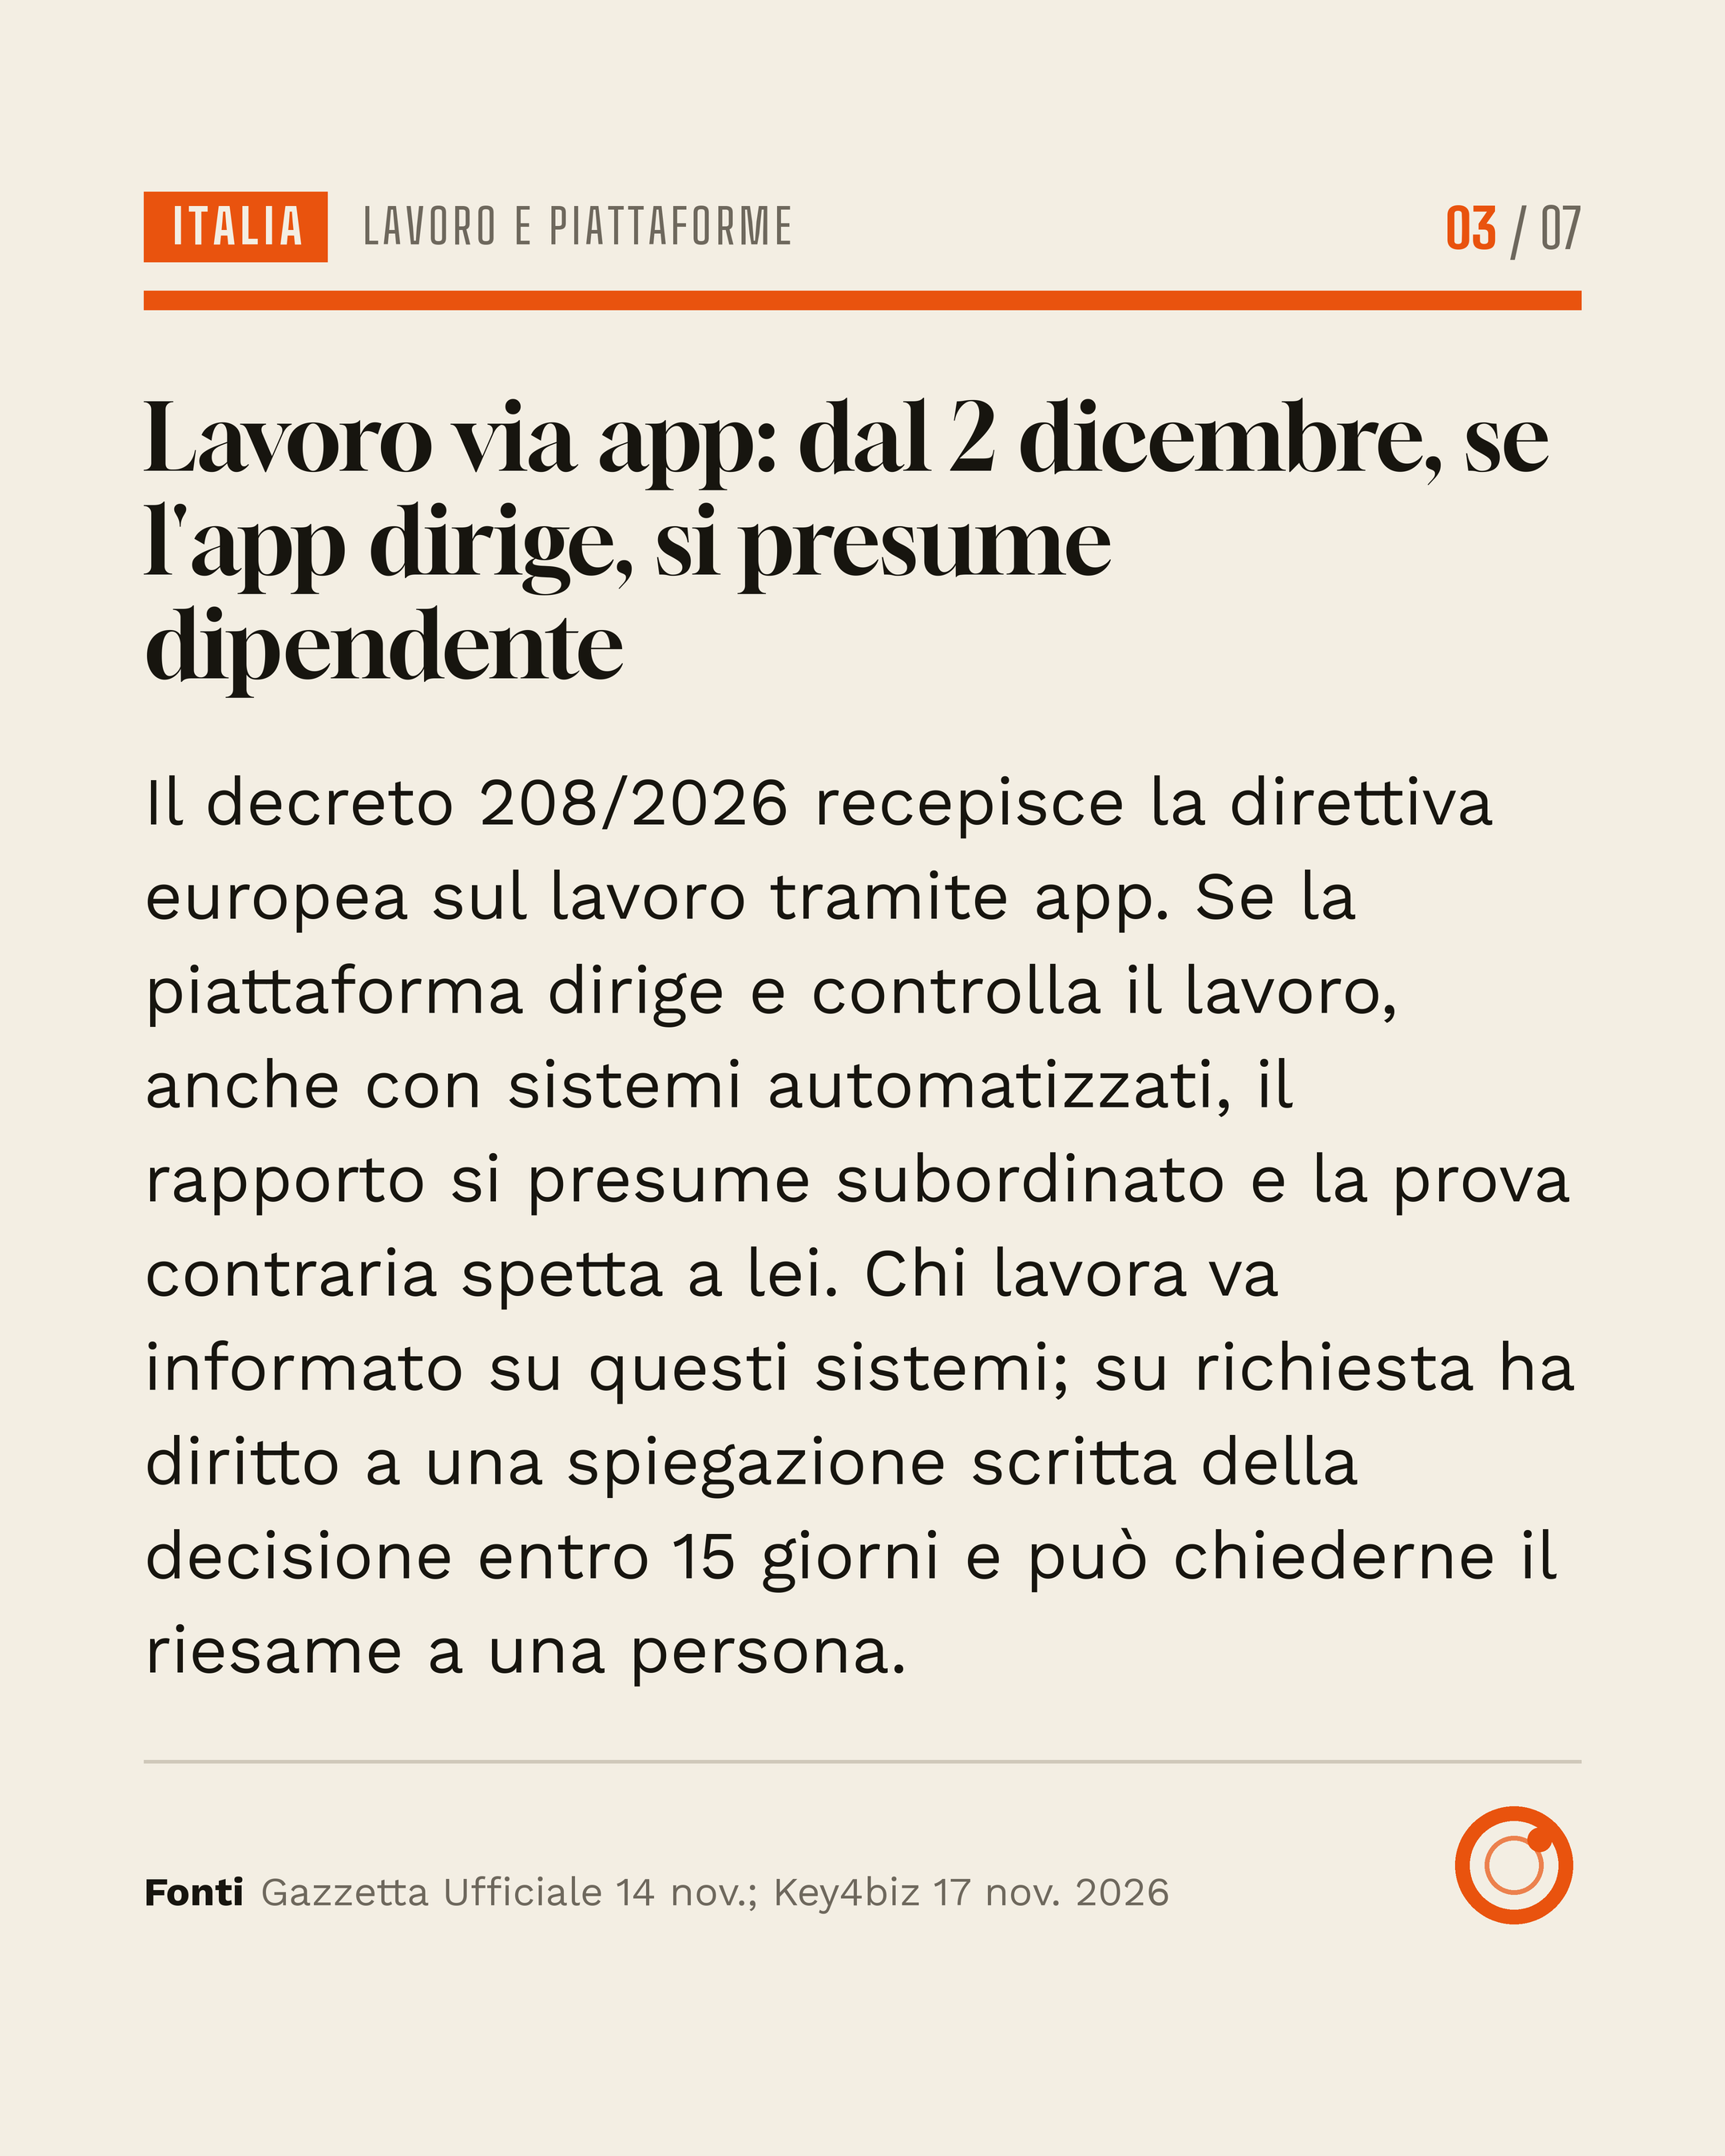 ITALIA LAVORO E PIATTAFORME 03 / 07
Lavoro via app: dal 2 dicembre, se
l'app dirige, si presume
dipendente
Il decreto 208/2026 recepisce la direttiva
europea sul lavoro tramite app. Se la
piattaforma dirige e controlla il lavoro,
anche con sistemi automatizzati, il
rapporto si presume subordinato e la prova
contraria spetta a lei. Chi lavora va
informato su questi sistemi; su richiesta ha
diritto a una spiegazione scritta della
decisione entro 15 giorni e può chiederne il
riesame a una persona.
Fonti Gazzetta Ufficiale 14 nov.; Key4biz 17 nov. 2026